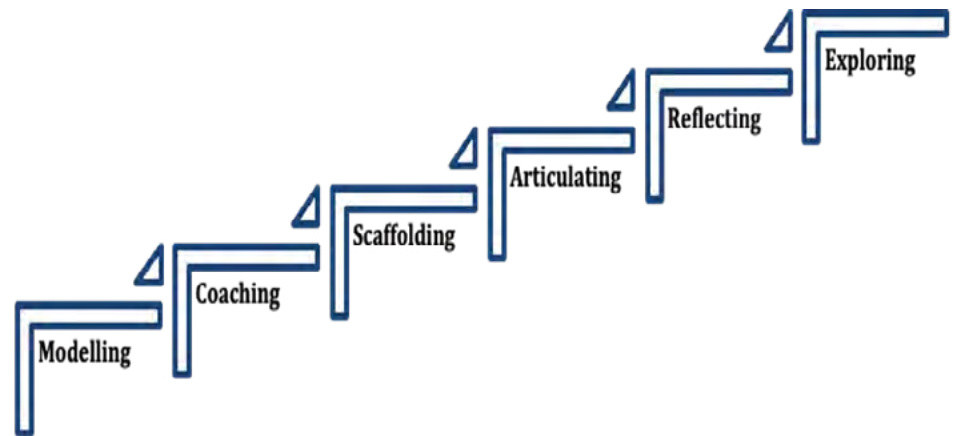 Exploring
Reflecting
Articulating
Scaffolding
Coaching
Modelling